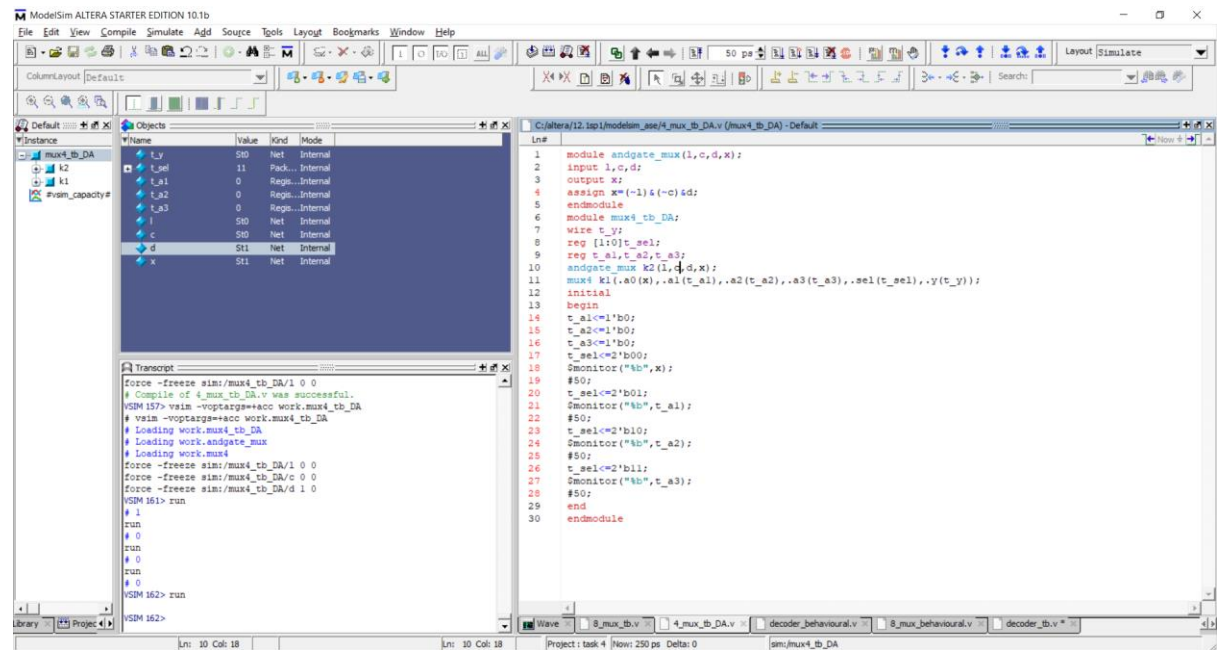 ModelSim ALTERA STARTER EDITION 10.1b
File Edit View Compile Simulate Add Source Tools Layout Bookmarks Window Help
50 ps
Layout Simulate
ColumnLayout Default
Search:
Default
Instance
mux4_tb_DA
k2
k1
#vsim_capacity#
Objects
Name Value Kind Mode
t_y St0 Net Internal
t_sel 11 Pack... Internal
t_a1 0 Regis... Internal
t_a2 0 Regis... Internal
t_a3 0 Regis... Internal
l St0 Net Internal
c St0 Net Internal
d St1 Net Internal
x St1 Net Internal
Transcript
force -freeze sim:/mux4_tb_DA/l 0 0
# Compile of 4_mux_tb_DA.v was successful.
VSIM 157> vsim -voptargs=+acc work.mux4_tb_DA
# vsim -voptargs=+acc work.mux4_tb_DA
# Loading work.mux4_tb_DA
# Loading work.andgate_mux
# Loading work.mux4
force -freeze sim:/mux4_tb_DA/l 0 0
force -freeze sim:/mux4_tb_DA/c 0 0
force -freeze sim:/mux4_tb_DA/d 1 0
VSIM 161> run
# 1
run
# 0
run
# 0
run
# 0
VSIM 162> run
VSIM 162>
Library Projec
C:/altera/12.1sp1/modelsim_ase/4_mux_tb_DA.v (/mux4_tb_DA) - Default
Ln# Now
1 module andgate_mux(l,c,d,x);
2 input l,c,d;
3 output x;
4 assign x=(~l)&(~c)&d;
5 endmodule
6 module mux4_tb_DA;
7 wire t_y;
8 reg [1:0]t_sel;
9 reg t_a1,t_a2,t_a3;
10 andgate_mux k2(l,c,d,x);
11 mux4 k1(.a0(x),.a1(t_a1),.a2(t_a2),.a3(t_a3),.sel(t_sel),.y(t_y));
12 initial
13 begin
14 t_a1<=1'b0;
15 t_a2<=1'b0;
16 t_a3<=1'b0;
17 t_sel<=2'b00;
18 $monitor("%b",x);
19 #50;
20 t_sel<=2'b01;
21 $monitor("%b",t_a1);
22 #50;
23 t_sel<=2'b10;
24 $monitor("%b",t_a2);
25 #50;
26 t_sel<=2'b11;
27 $monitor("%b",t_a3);
28 #50;
29 end
30 endmodule
Wave 8_mux_tb.v 4_mux_tb_DA.v decoder_behavioural.v 8_mux_behavioural.v decoder_tb.v *
Ln: 10 Col: 18 Ln: 10 Col: 18 Project : task 4 Now: 250 ps Delta: 0 sim:/mux4_tb_DA